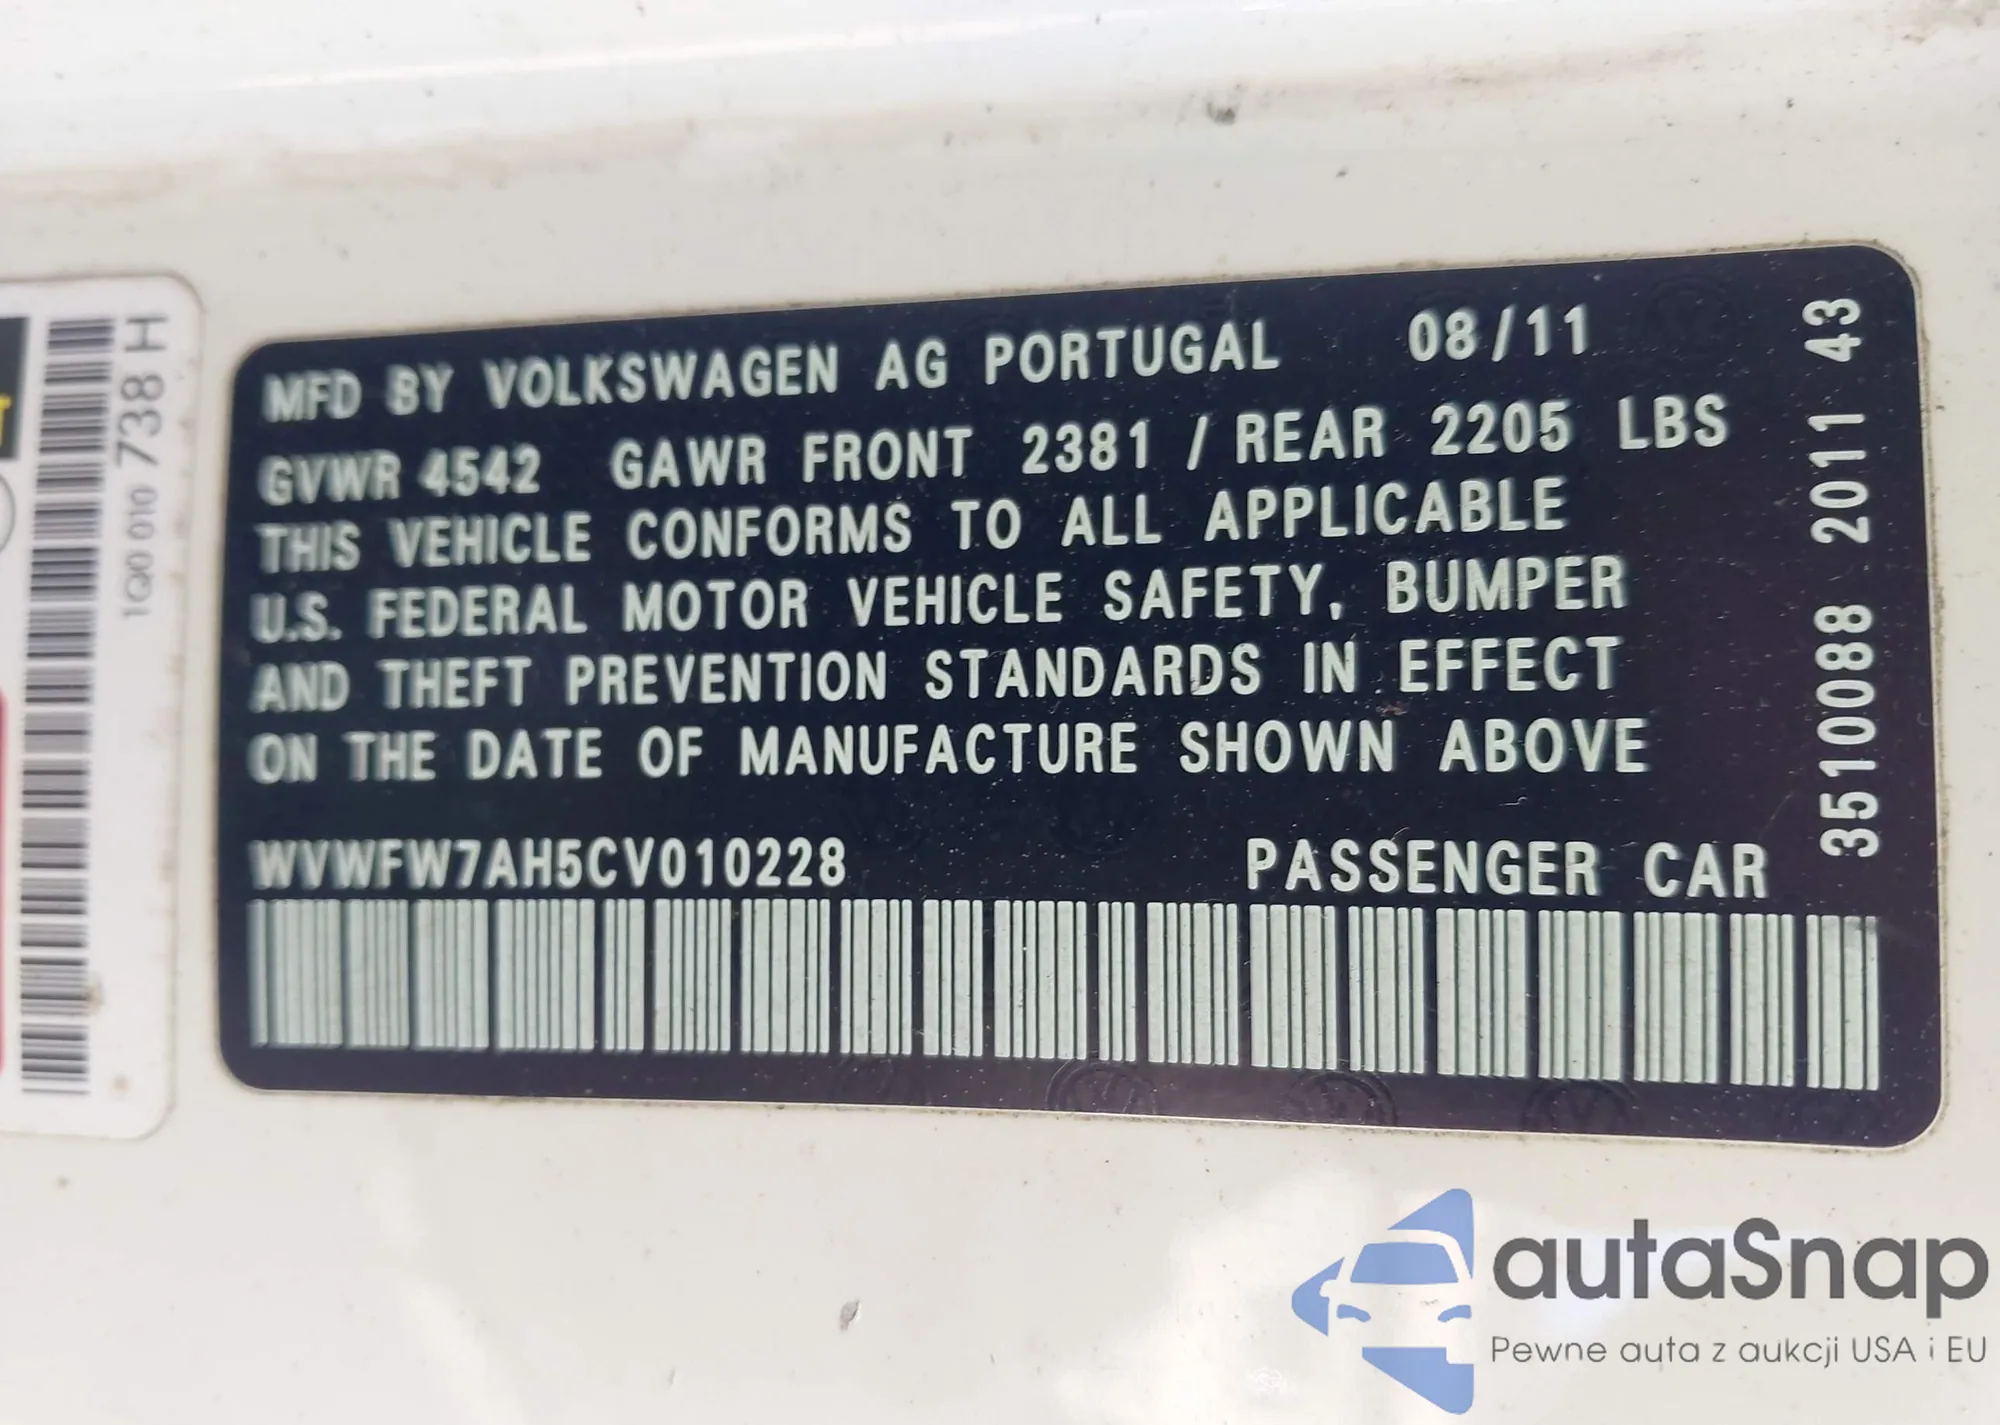 1Q0 010 738 H
MFD BY VOLKSWAGEN AG PORTUGAL 08/11
GVWR 4542 GAWR FRONT 2381 / REAR 2205 LBS
THIS VEHICLE CONFORMS TO ALL APPLICABLE
U.S. FEDERAL MOTOR VEHICLE SAFETY, BUMPER
AND THEFT PREVENTION STANDARDS IN EFFECT
ON THE DATE OF MANUFACTURE SHOWN ABOVE
WVWFW7AH5CV010228 PASSENGER CAR
3510088 2011 43
autaSnap
Pewne auta z aukcji USA i EU